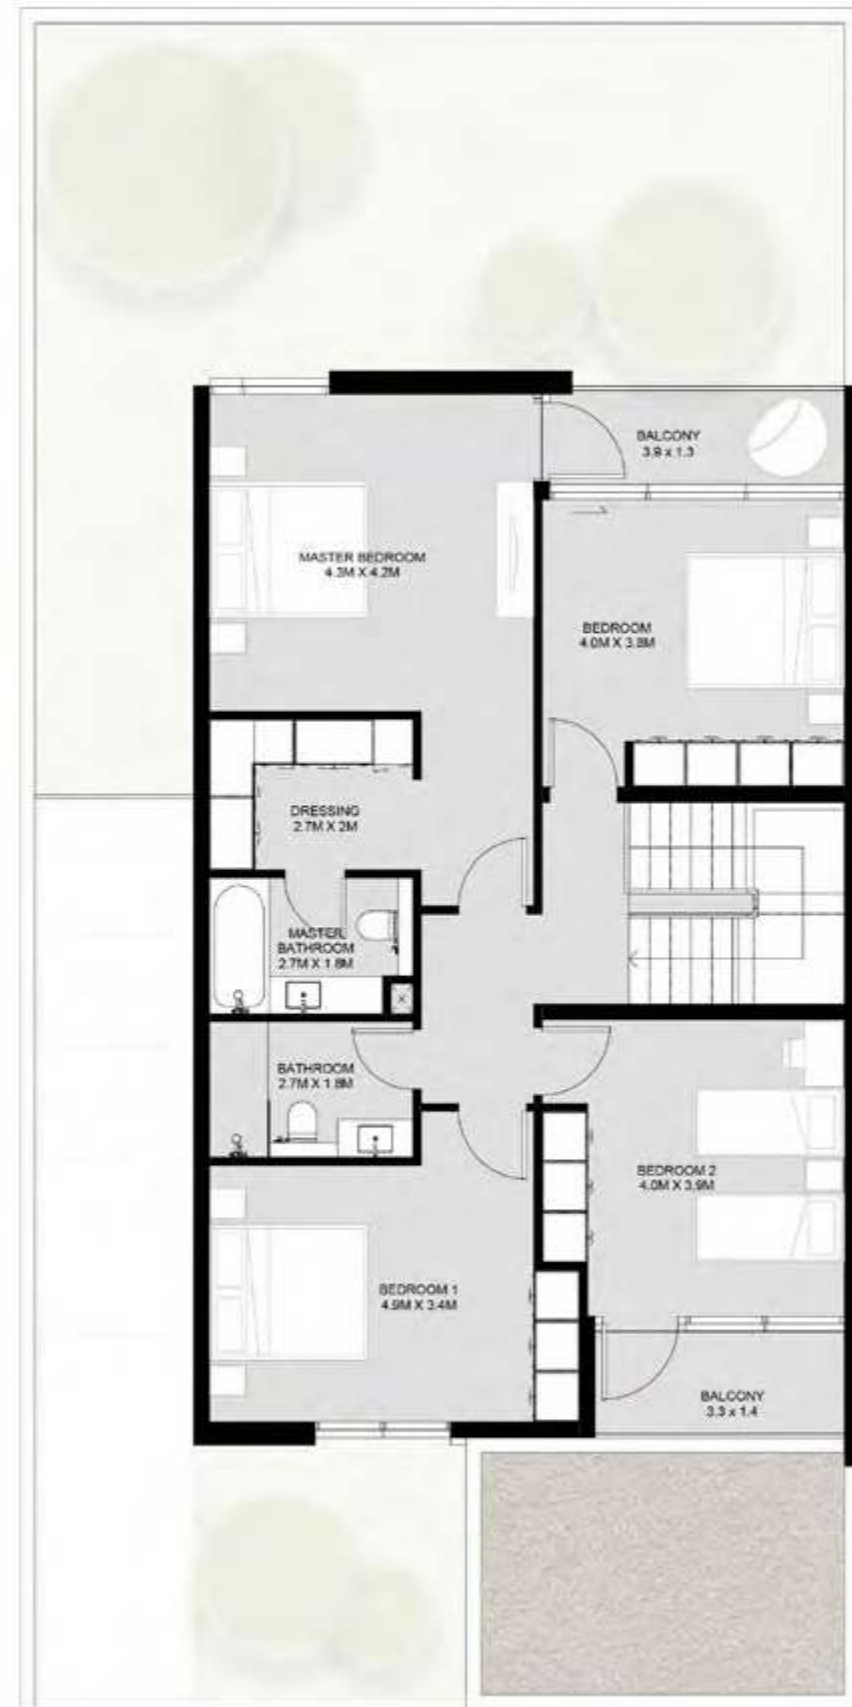 BALCONY
3.9 x 1.3
MASTER BEDROOM
4.3M X 4.2M
BEDROOM
4.0M X 3.8M
DRESSING
2.7M X 2M
MASTER
BATHROOM
2.7M X 1.8M
BATHROOM
2.7M X 1.8M
BEDROOM 2
4.0M X 3.9M
BEDROOM 1
4.9M X 3.4M
BALCONY
3.3 x 1.4